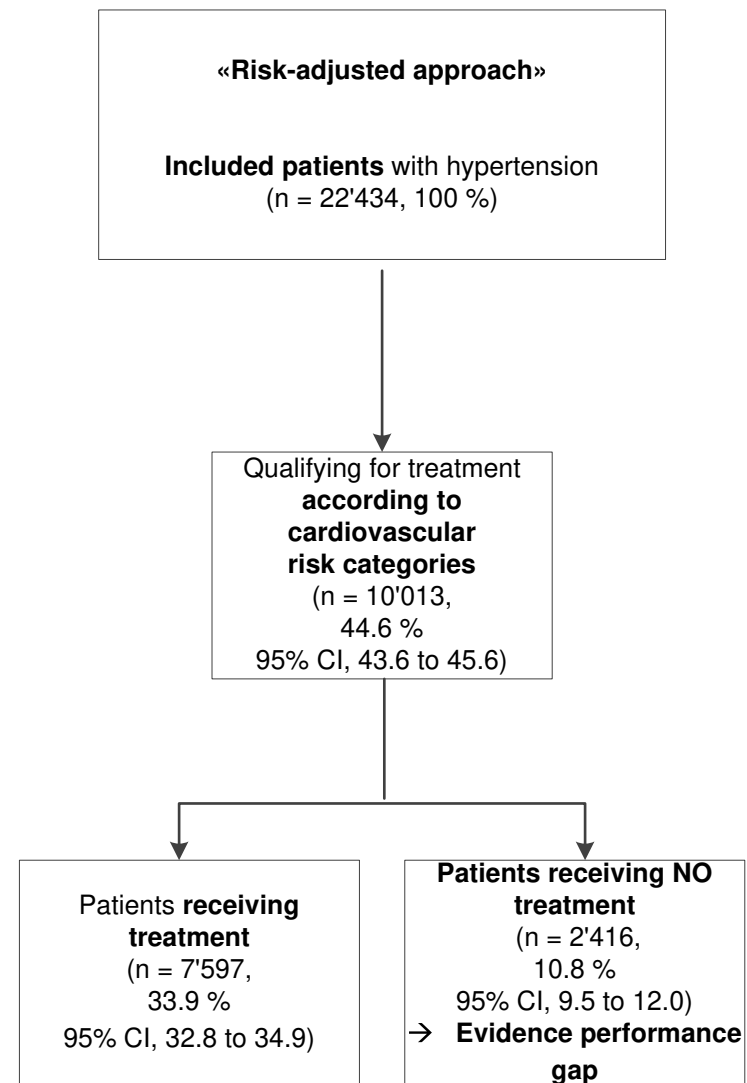 «Risk-adjusted approach»
Included patients with hypertension
(n = 22'434, 100 %)
Qualifying for treatment
according to
cardiovascular
risk categories
(n = 10'013,
44.6 %
95% CI, 43.6 to 45.6)
Patients receiving
treatment
(n = 7'597,
33.9 %
95% CI, 32.8 to 34.9)
Patients receiving NO
treatment
(n = 2'416,
10.8 %
95% CI, 9.5 to 12.0)
→ Evidence performance
gap